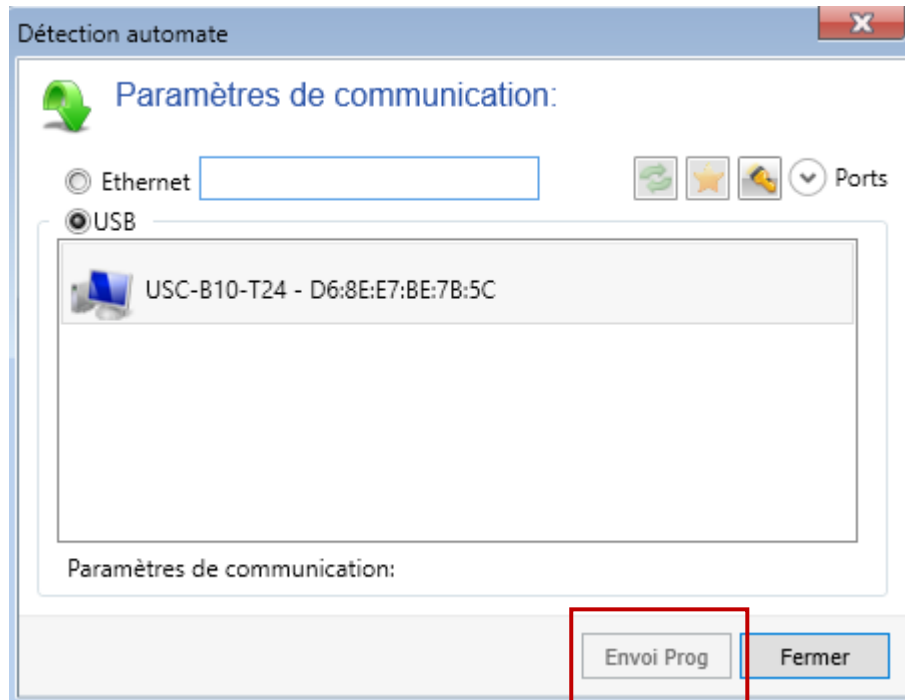 Détection automate
Paramètres de communication:
Ethernet
Ports
USB
USC-B10-T24 - D6:8E:E7:BE:7B:5C
Paramètres de communication:
Envoi Prog
Fermer